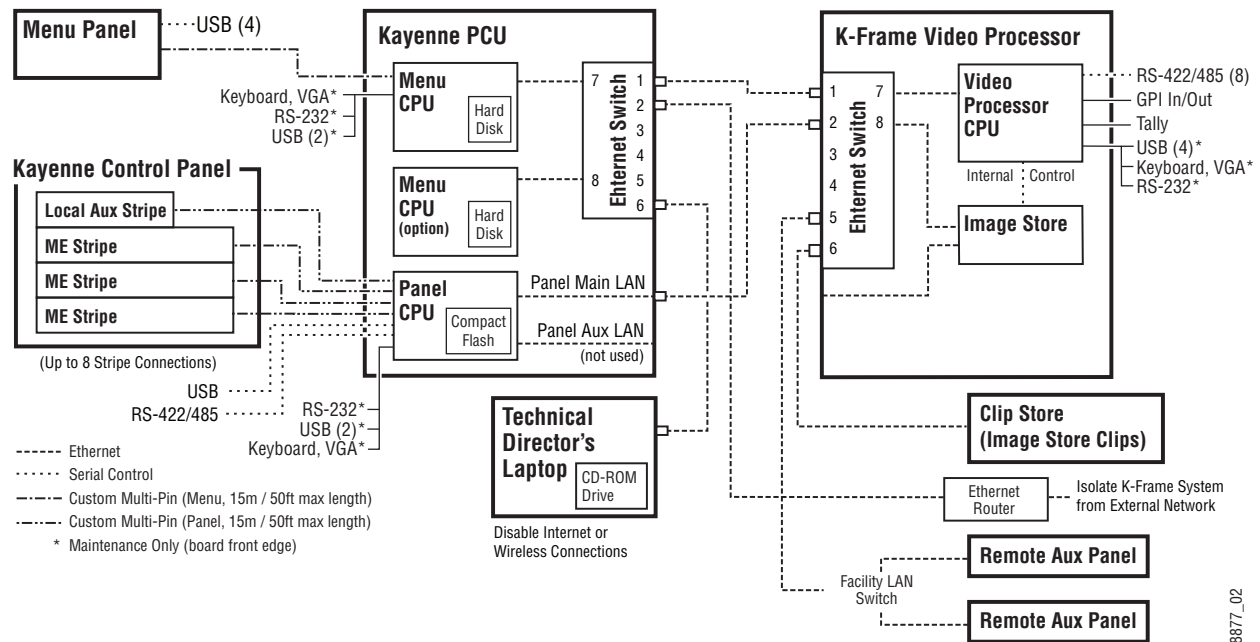 Menu Panel
USB (4)
Kayenne PCU
Menu
CPU
Hard
Disk
Keyboard, VGA*
RS-232*
USB (2)*
7
8
Ehternet Switch
1
2
3
4
5
6
Menu
CPU
(option)
Hard
Disk
Kayenne Control Panel
Local Aux Stripe
ME Stripe
ME Stripe
ME Stripe
(Up to 8 Stripe Connections)
Panel
CPU
Compact
Flash
Panel Main LAN
Panel Aux LAN
(not used)
USB
RS-422/485
RS-232*
USB (2)*
Keyboard, VGA*
K-Frame Video Processor
1
2
3
4
5
6
Ehternet Switch
7
8
Video
Processor
CPU
Internal
Control
Image Store
RS-422/485 (8)
GPI In/Out
Tally
USB (4)*
Keyboard, VGA*
RS-232*
Technical
Director's
Laptop
CD-ROM
Drive
Disable Internet or
Wireless Connections
Clip Store
(Image Store Clips)
Ethernet
Router
Isolate K-Frame System
from External Network
Remote Aux Panel
Facility LAN
Switch
Remote Aux Panel
Ethernet
Serial Control
Custom Multi-Pin (Menu, 15m / 50ft max length)
Custom Multi-Pin (Panel, 15m / 50ft max length)
* Maintenance Only (board front edge)
8877_02